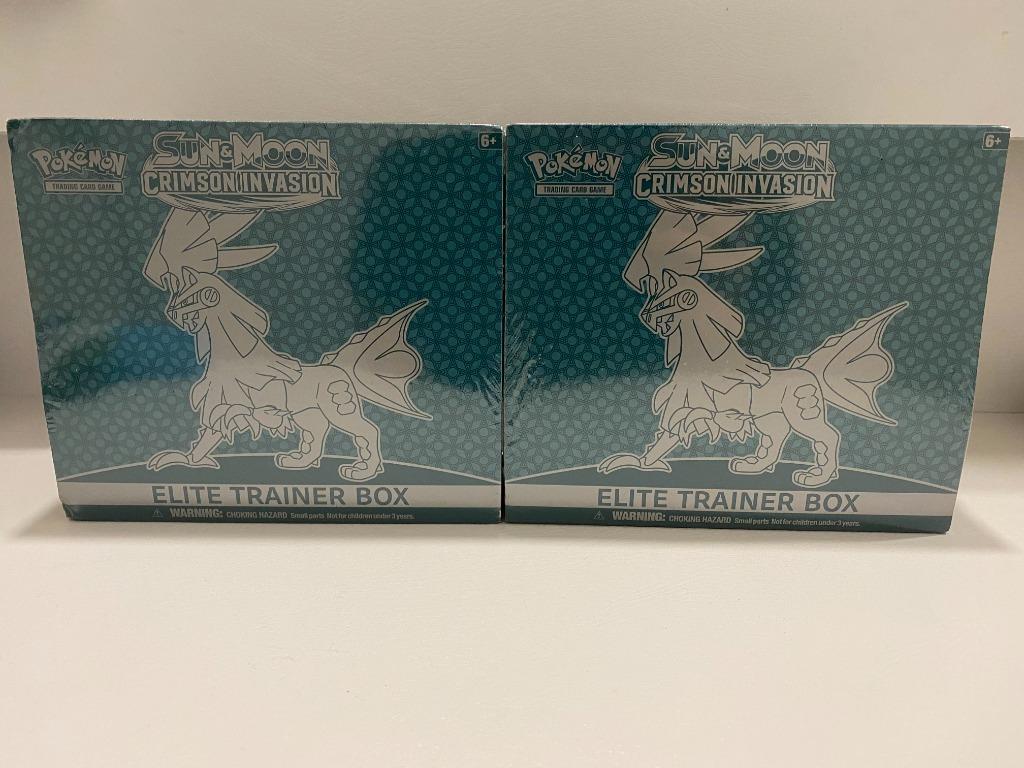 POKÉMON
TRADING CARD GAME
SUN & MOON
CRIMSON INVASION
6+
ELITE TRAINER BOX
WARNING: CHOKING HAZARD Small parts Not for children under 3 years.
POKÉMON
TRADING CARD GAME
SUN & MOON
CRIMSON INVASION
6+
ELITE TRAINER BOX
WARNING: CHOKING HAZARD Small parts Not for children under 3 years.